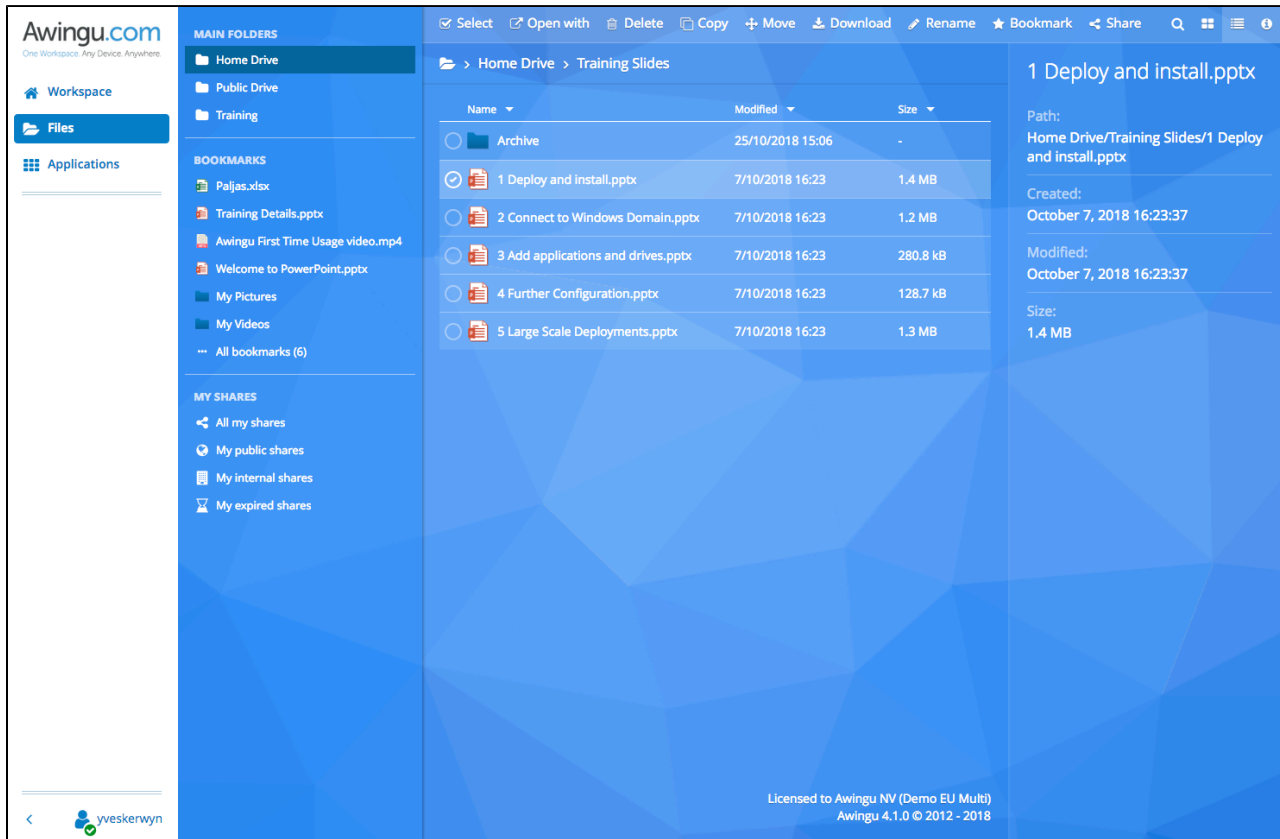 Awingu.com
One Workspace. Any Device. Anywhere.
Workspace
Files
Applications
yveskerwyn
MAIN FOLDERS
Home Drive
Public Drive
Training
BOOKMARKS
Paljas.xlsx
Training Details.pptx
Awingu First Time Usage video.mp4
Welcome to PowerPoint.pptx
My Pictures
My Videos
All bookmarks (6)
MY SHARES
All my shares
My public shares
My internal shares
My expired shares
Select Open with Delete Copy Move Download Rename Bookmark Share
> Home Drive > Training Slides
Name Modified Size
Archive 25/10/2018 15:06 -
1 Deploy and install.pptx 7/10/2018 16:23 1.4 MB
2 Connect to Windows Domain.pptx 7/10/2018 16:23 1.2 MB
3 Add applications and drives.pptx 7/10/2018 16:23 280.8 kB
4 Further Configuration.pptx 7/10/2018 16:23 128.7 kB
5 Large Scale Deployments.pptx 7/10/2018 16:23 1.3 MB
1 Deploy and install.pptx
Path:
Home Drive/Training Slides/1 Deploy
and install.pptx
Created:
October 7, 2018 16:23:37
Modified:
October 7, 2018 16:23:37
Size:
1.4 MB
Licensed to Awingu NV (Demo EU Multi)
Awingu 4.1.0 © 2012 - 2018